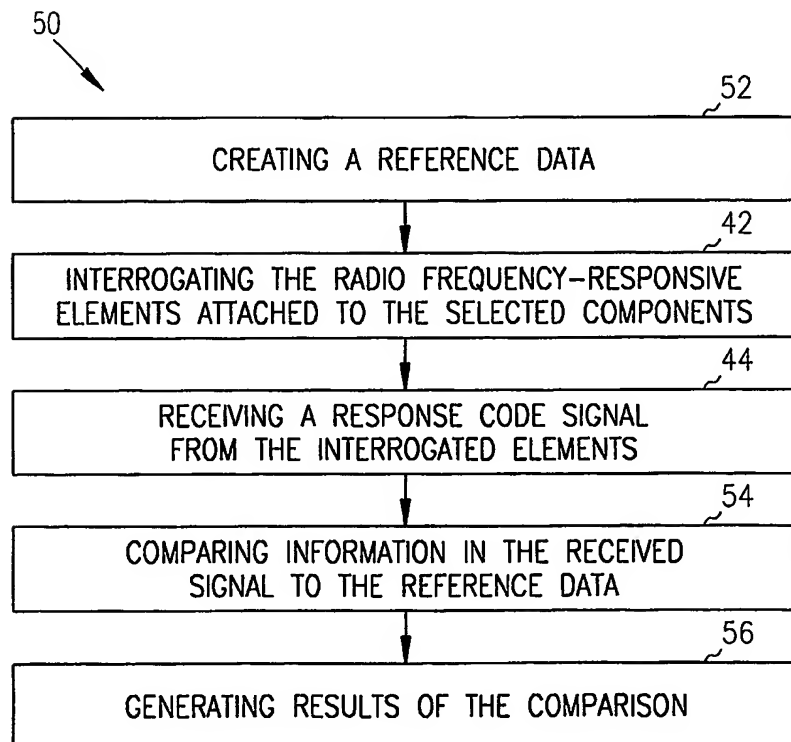 50
52
CREATING A REFERENCE DATA
42
INTERROGATING THE RADIO FREQUENCY-RESPONSIVE
ELEMENTS ATTACHED TO THE SELECTED COMPONENTS
44
RECEIVING A RESPONSE CODE SIGNAL
FROM THE INTERROGATED ELEMENTS
54
COMPARING INFORMATION IN THE RECEIVED
SIGNAL TO THE REFERENCE DATA
56
GENERATING RESULTS OF THE COMPARISON